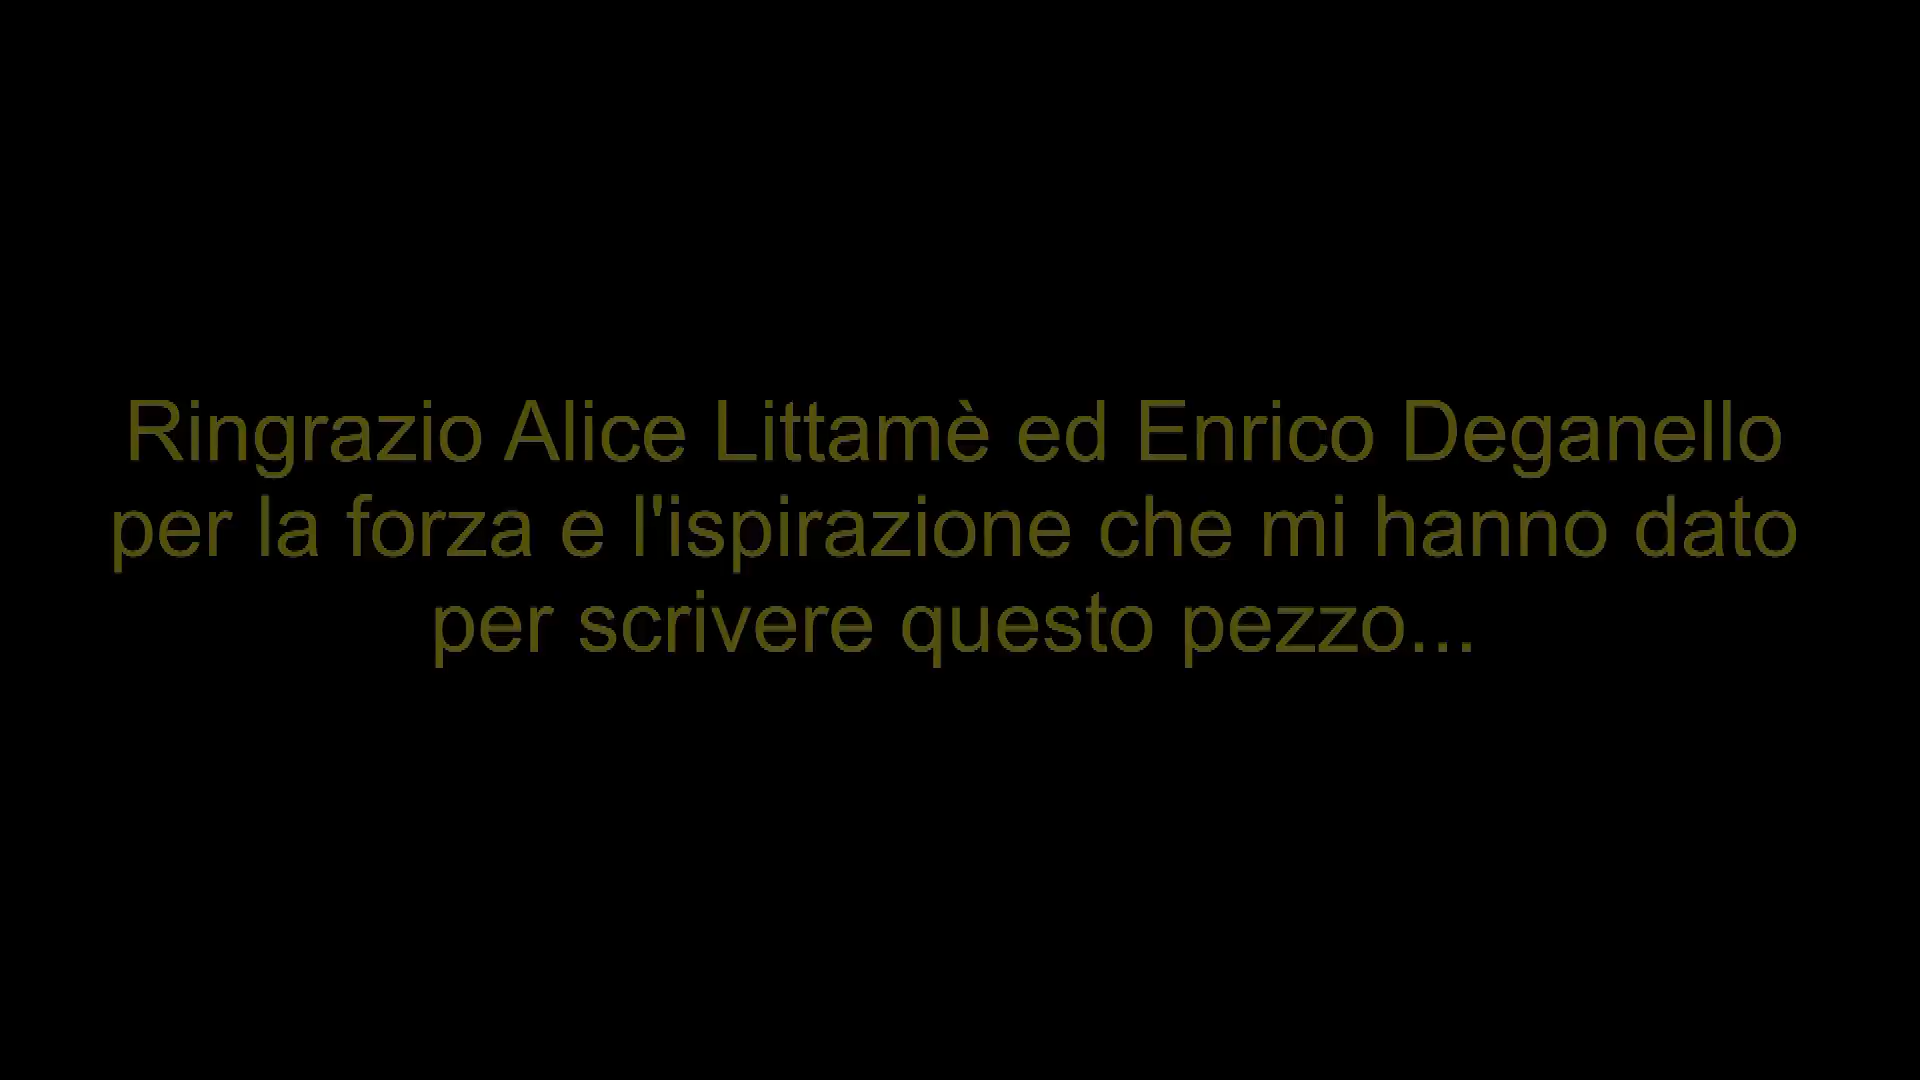 Ringrazio Alice Littamè ed Enrico Deganello
per la forza e l'ispirazione che mi hanno dato
per scrivere questo pezzo...